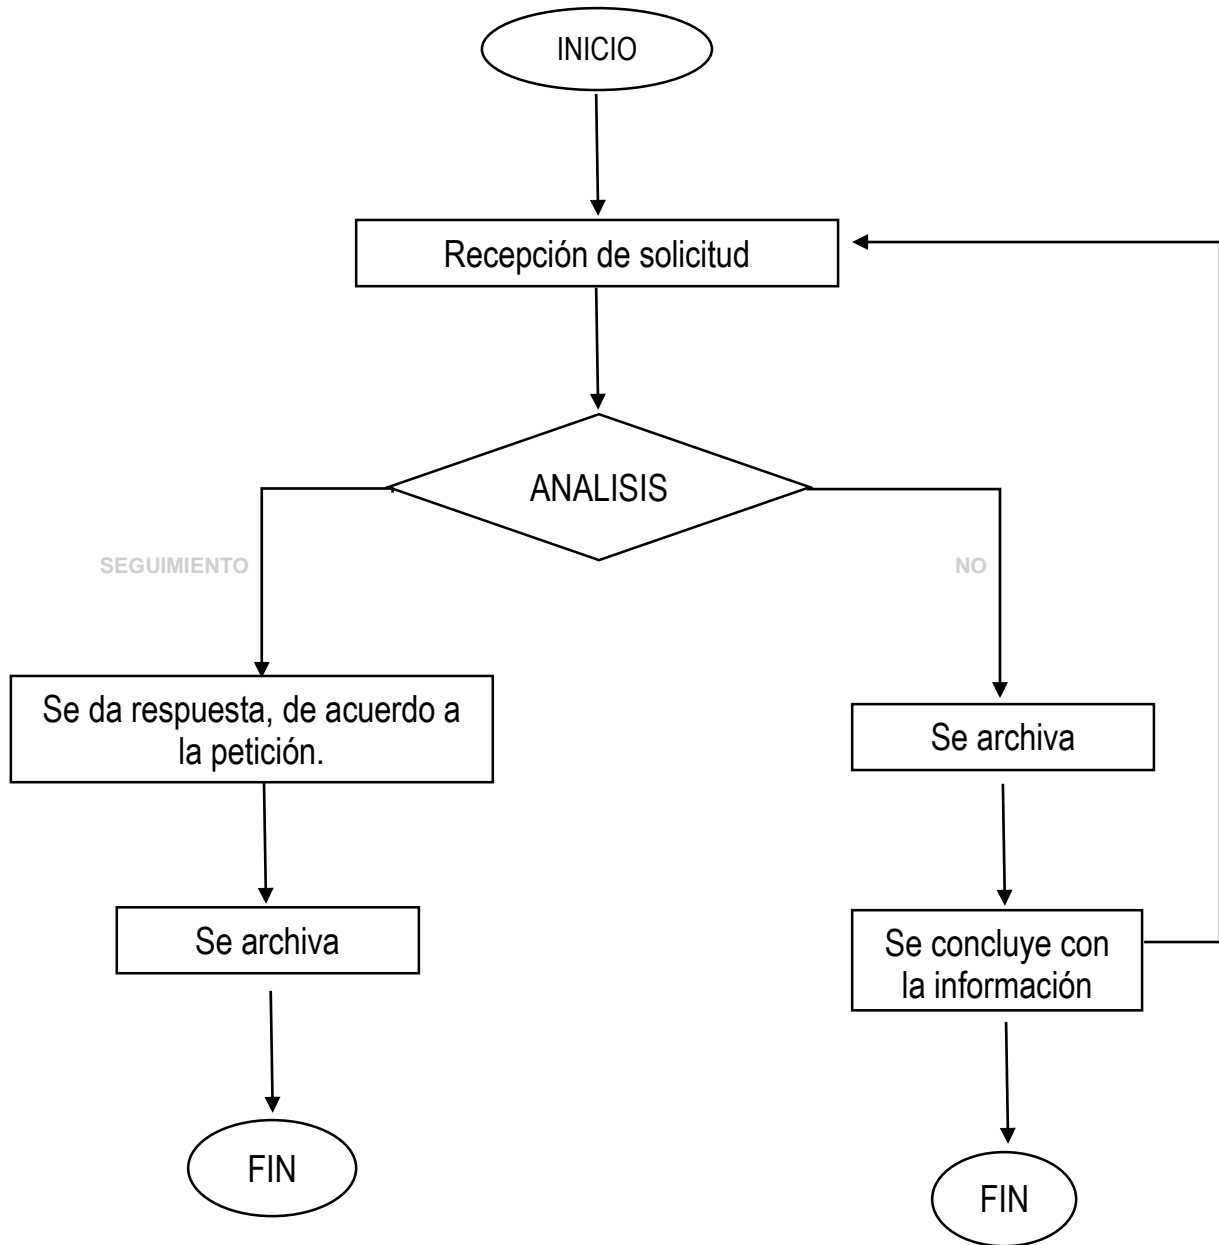 INICIO
Recepción de solicitud
ANALISIS
SEGUIMIENTO
NO
Se da respuesta, de acuerdo a
la petición.
Se archiva
Se archiva
Se concluye con
la información
FIN
FIN